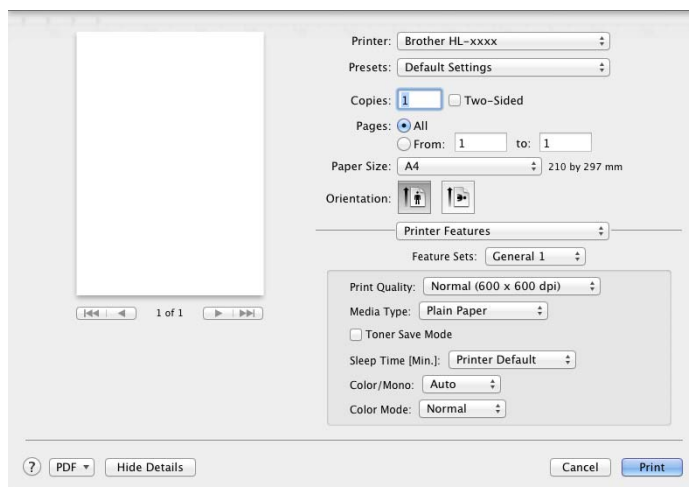 Printer: Brother HL-xxxx
Presets: Default Settings
Copies: 1 Two-Sided
Pages: All
From: 1 to: 1
Paper Size: A4 210 by 297 mm
Orientation:
Printer Features
Feature Sets: General 1
Print Quality: Normal (600 x 600 dpi)
Media Type: Plain Paper
Toner Save Mode
Sleep Time [Min.]: Printer Default
Color/Mono: Auto
Color Mode: Normal
1 of 1
? PDF Hide Details Cancel Print